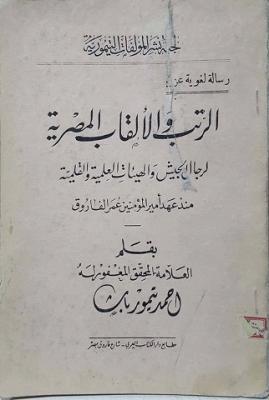 لجنة نشر المؤلفات التيمورية
رسالة لغوية عن
الرتب والألقاب المصرية
لرجال الجيش والهيئات العلمية والقلمية
منذ عهد أمير المؤمنين عمر الفاروق
بقلم
العلامة المحقق المغفور له
أحمد تيمور باشا
مطابع دار الكتاب العربى - شارع فاروق بمصر